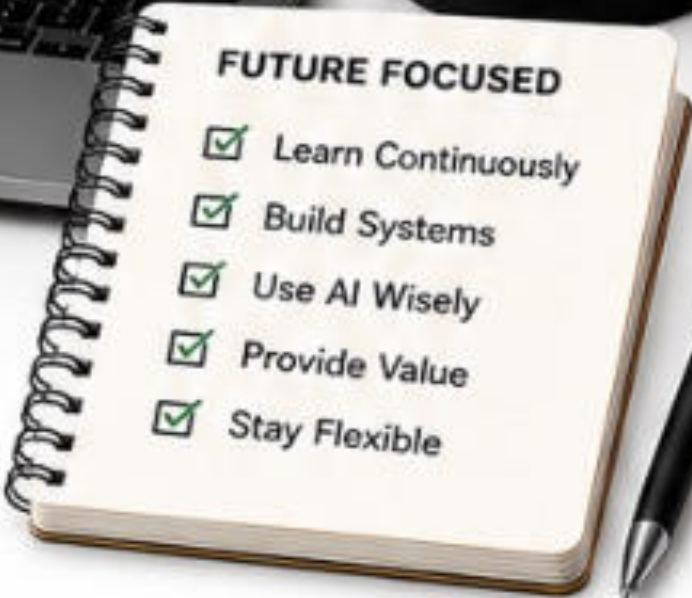 FUTURE FOCUSED
Learn Continuously
Build Systems
Use AI Wisely
Provide Value
Stay Flexible